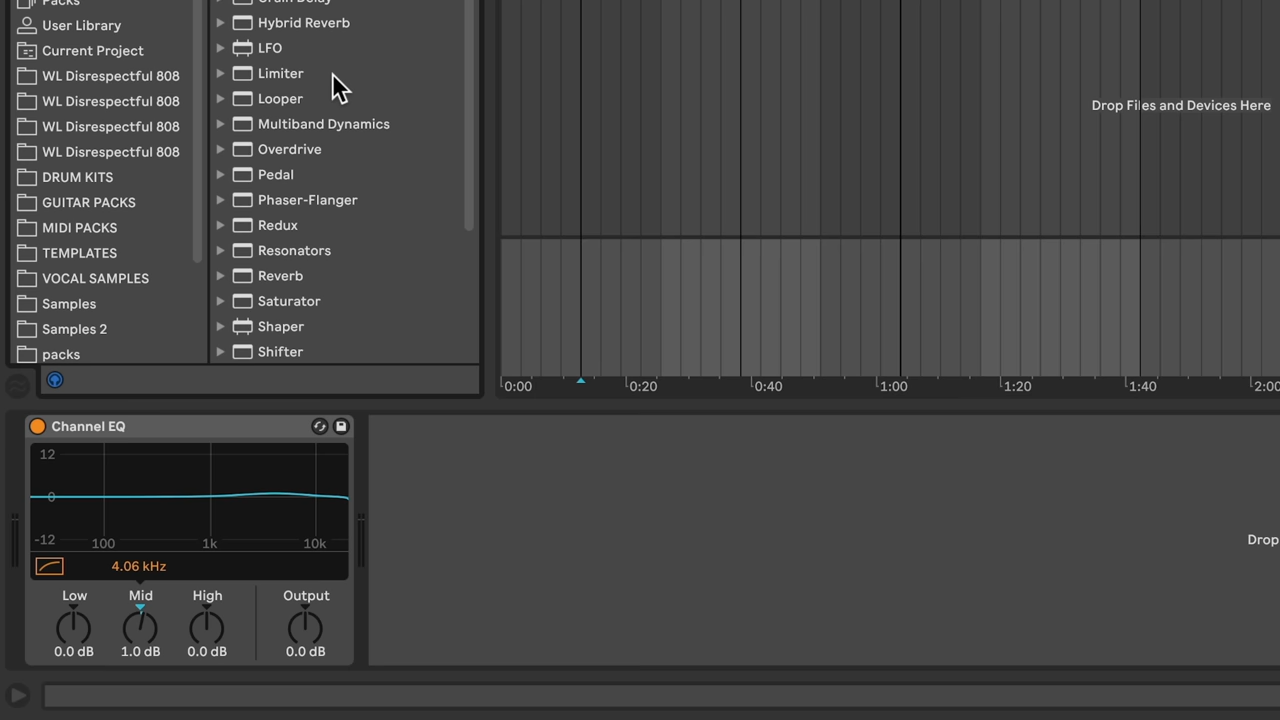 Packs
User Library
Current Project
WL Disrespectful 808
WL Disrespectful 808
WL Disrespectful 808
WL Disrespectful 808
DRUM KITS
GUITAR PACKS
MIDI PACKS
TEMPLATES
VOCAL SAMPLES
Samples
Samples 2
packs
Grain Delay
Hybrid Reverb
LFO
Limiter
Looper
Multiband Dynamics
Overdrive
Pedal
Phaser-Flanger
Redux
Resonators
Reverb
Saturator
Shaper
Shifter
Drop Files and Devices Here
0:00 0:20 0:40 1:00 1:20 1:40 2:00
Channel EQ
12
0
-12
100 1k 10k
4.06 kHz
Low Mid High Output
0.0 dB 1.0 dB 0.0 dB 0.0 dB
Drop